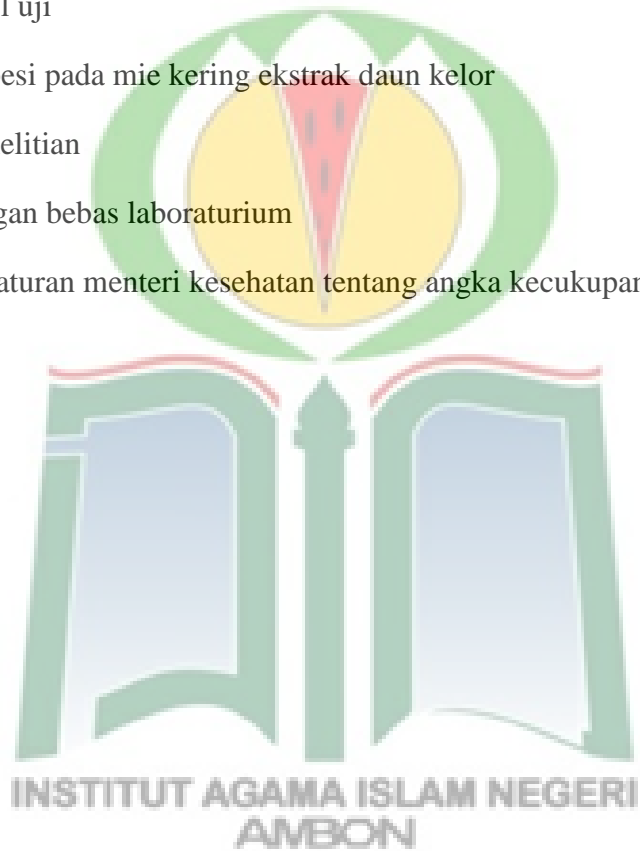 l uji
esi pada mie kering ekstrak daun kelor
elitian
gan bebas laboraturium
aturan menteri kesehatan tentang angka kecukupan
INSTITUT AGAMA ISLAM NEGERI
AMBON